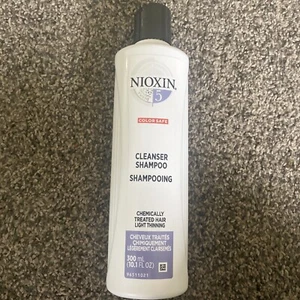 NIOXIN
5
COLOR SAFE
CLEANSER
SHAMPOO
SHAMPOOING
CHEMICALLY
TREATED HAIR
LIGHT THINNING
CHEVEUX TRAITÉS
CHIMIQUEMENT
LÉGÈREMENT CLAIRSEMÉS
300 mL
(10.1 FL OZ)